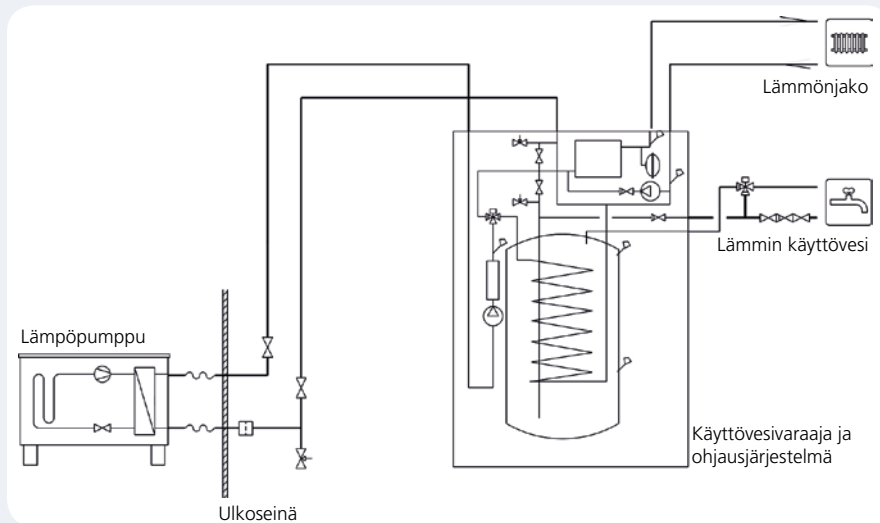 Lämmönjako
Lämmin käyttövesi
Lämpöpumppu
Käyttövesivaraaja ja
ohjausjärjestelmä
Ulkoseinä